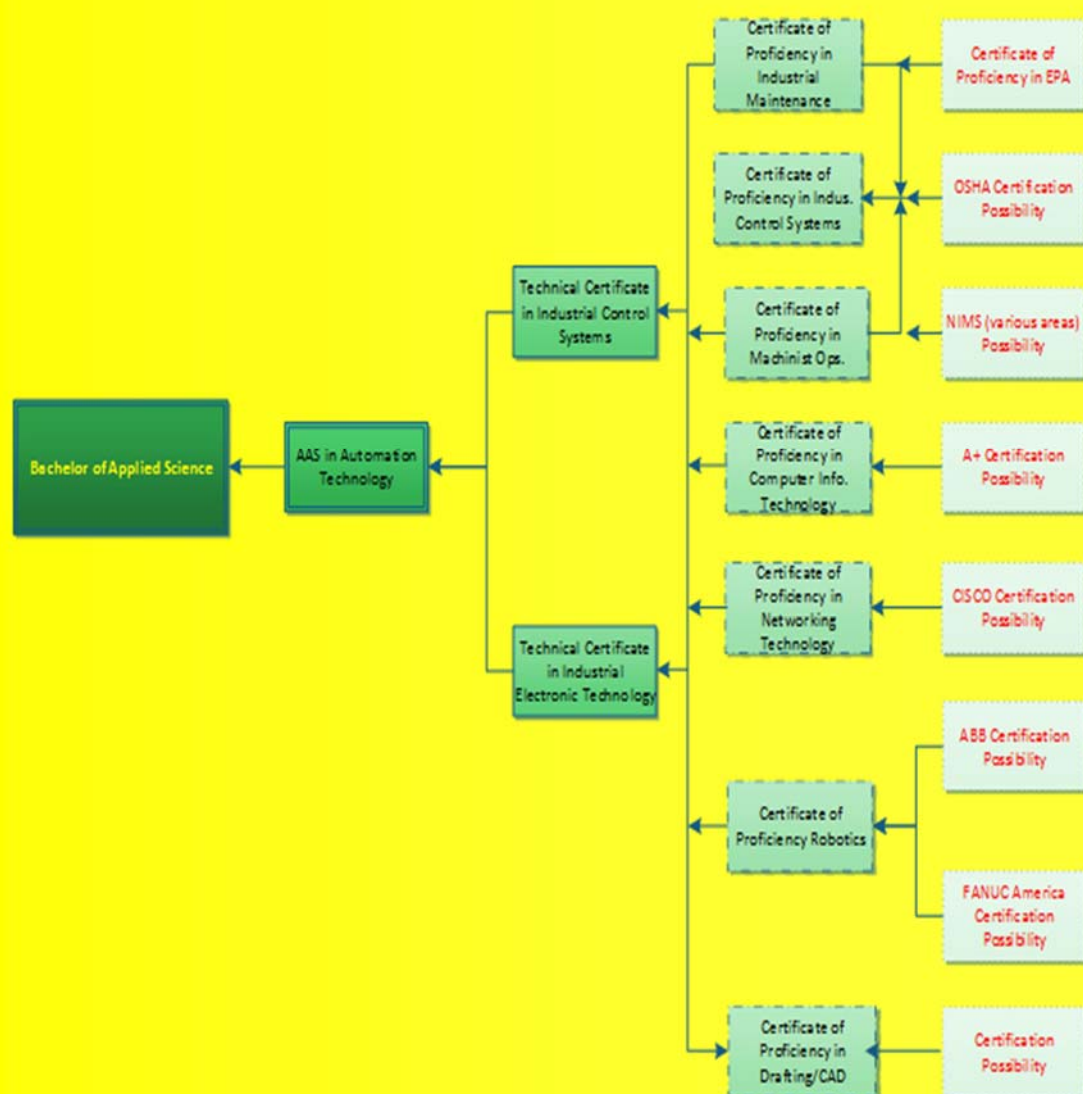 Bachelor of Applied Science
AAS in Automation
Technology
Technical Certificate
in Industrial Control
Systems
Technical Certificate
in Industrial
Electronic Technology
Certificate of
Proficiency in
Industrial
Maintenance
Certificate of
Proficiency in Indus.
Control Systems
Certificate of
Proficiency in
Machinist Ops.
Certificate of
Proficiency in
Computer Info.
Technology
Certificate of
Proficiency in
Networking
Technology
Certificate of
Proficiency Robotics
Certificate of
Proficiency in
Drafting/CAD
Certificate of
Proficiency in EPA
OSHA Certification
Possibility
NIMS (various areas)
Possibility
A+ Certification
Possibility
CISCO Certification
Possibility
ABB Certification
Possibility
FANUC America
Certification
Possibility
Certification
Possibility